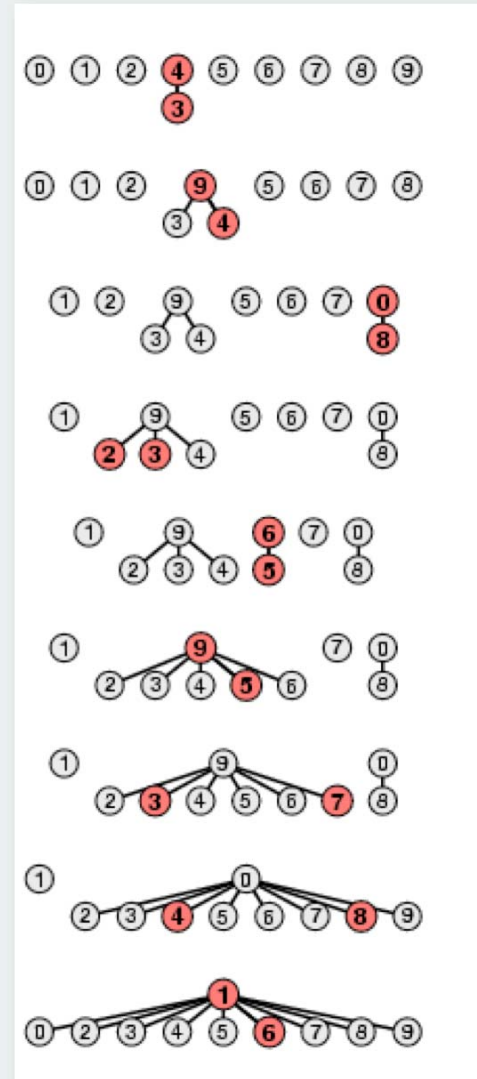 0 1 2 4 5 6 7 8 9
3
0 1 2 9 5 6 7 8
3 4
1 2 9 5 6 7 0
3 4 8
1 9 5 6 7 0
2 3 4 8
1 9 6 7 0
2 3 4 5 8
1 9 7 0
2 3 4 5 6 8
1 9 0
2 3 4 5 6 7 8
1 0
2 3 4 5 6 7 8 9
1
0 2 3 4 5 6 7 8 9